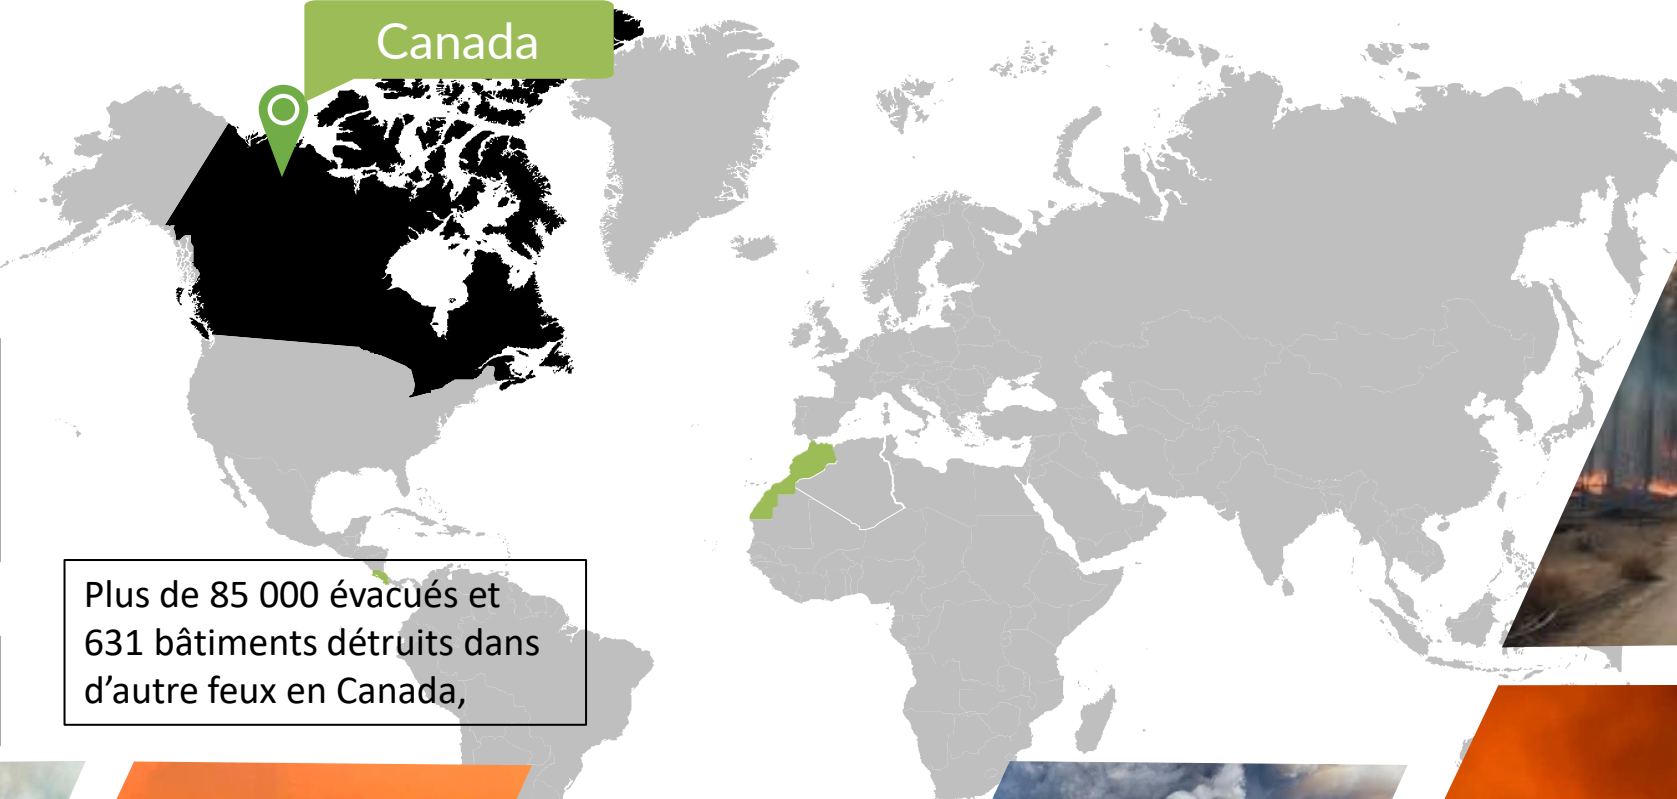 Canada
Plus de 85 000 évacués et
631 bâtiments détruits dans
d’autre feux en Canada,